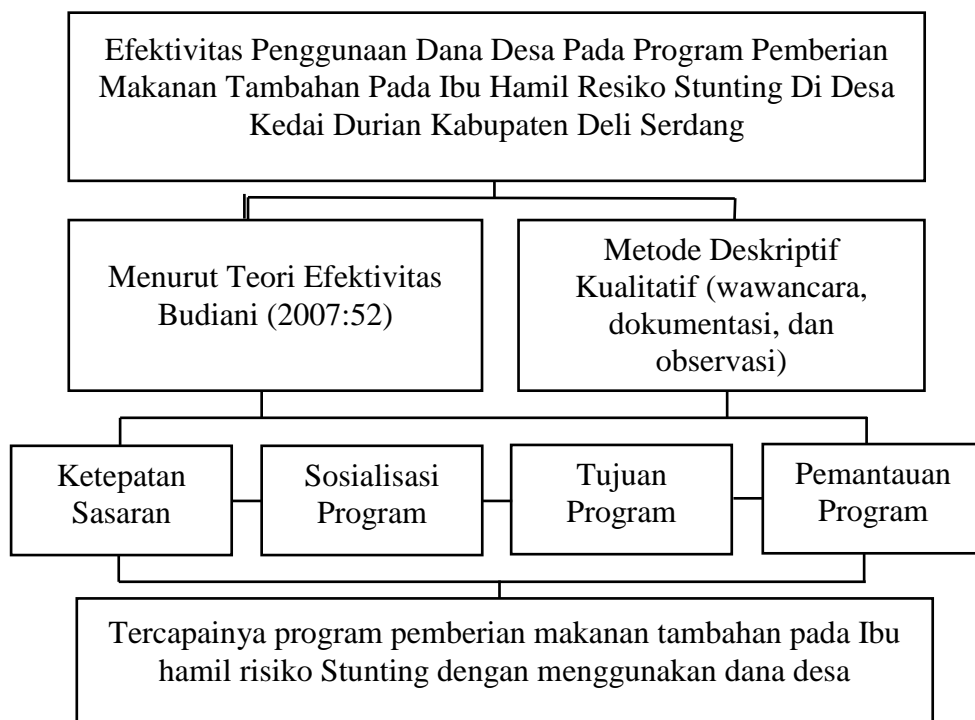 Efektivitas Penggunaan Dana Desa Pada Program Pemberian
Makanan Tambahan Pada Ibu Hamil Resiko Stunting Di Desa
Kedai Durian Kabupaten Deli Serdang
Menurut Teori Efektivitas
Budiani (2007:52)
Metode Deskriptif
Kualitatif (wawancara,
dokumentasi, dan
observasi)
Ketepatan
Sasaran
Sosialisasi
Program
Tujuan
Program
Pemantauan
Program
Tercapainya program pemberian makanan tambahan pada Ibu
hamil risiko Stunting dengan menggunakan dana desa